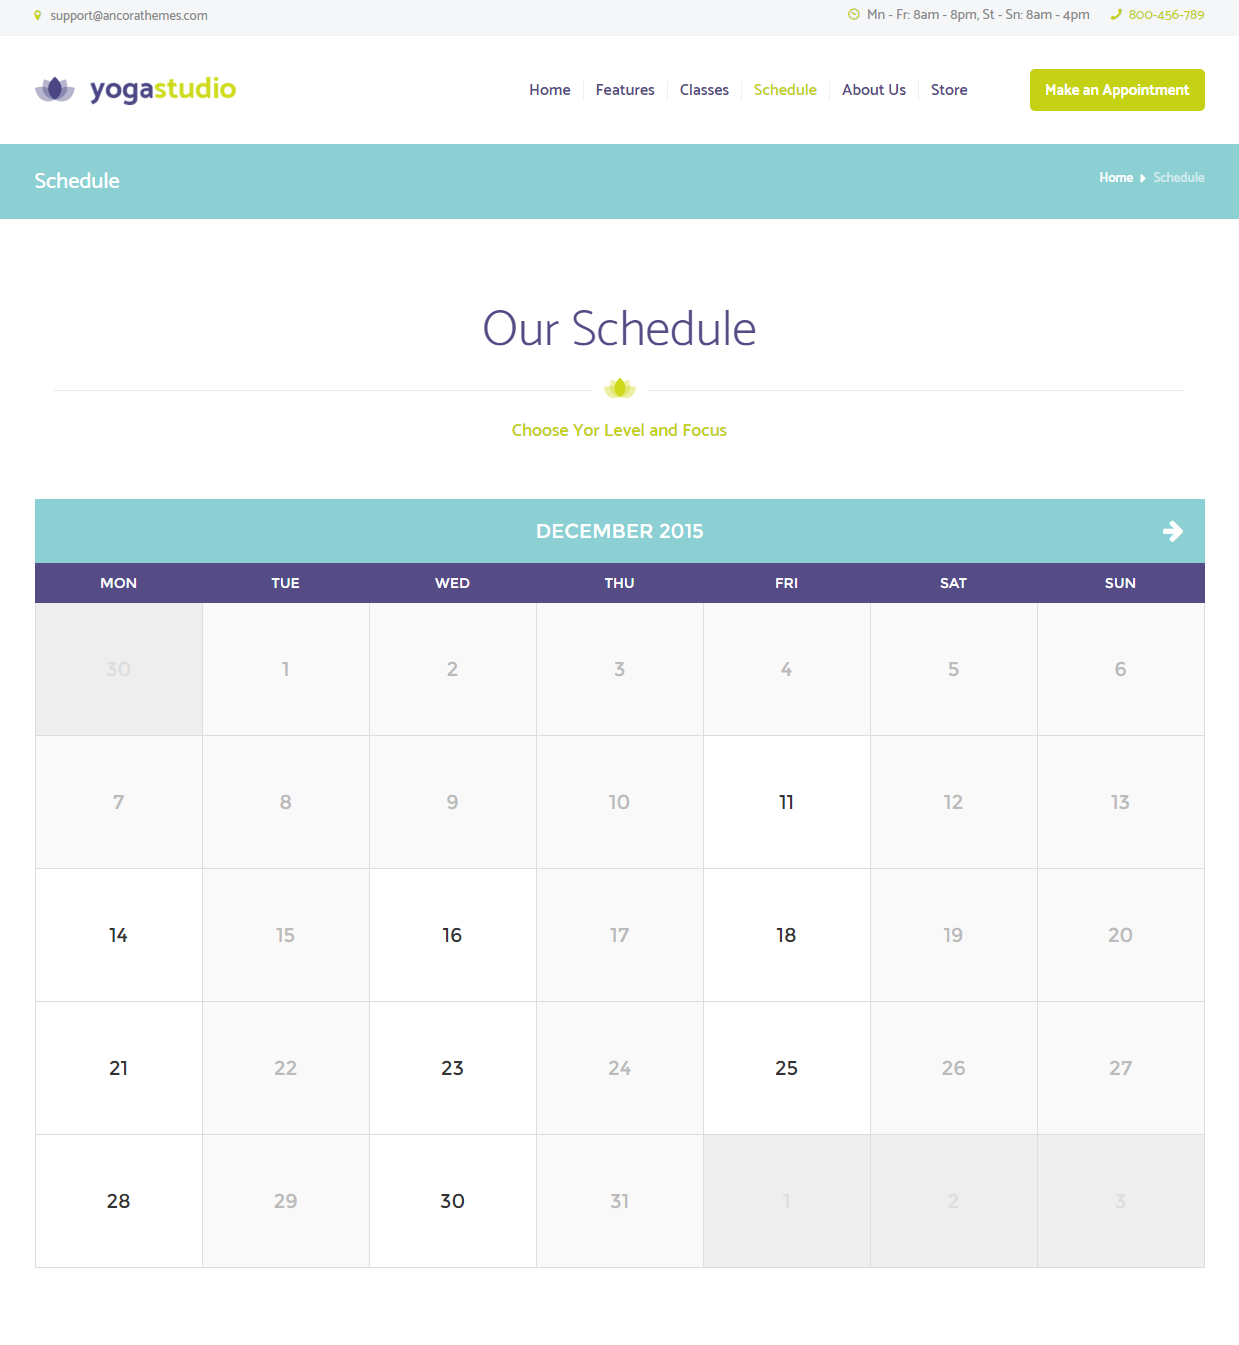 support@ancorathemes.com
Mn - Fr: 8am - 8pm, St - Sn: 8am - 4pm
800-456-789
yogastudio
Home Features Classes Schedule About Us Store
Make an Appointment
Schedule
Home Schedule
Our Schedule
Choose Yor Level and Focus
DECEMBER 2015
MON TUE WED THU FRI SAT SUN
30 1 2 3 4 5 6
7 8 9 10 11 12 13
14 15 16 17 18 19 20
21 22 23 24 25 26 27
28 29 30 31 1 2 3